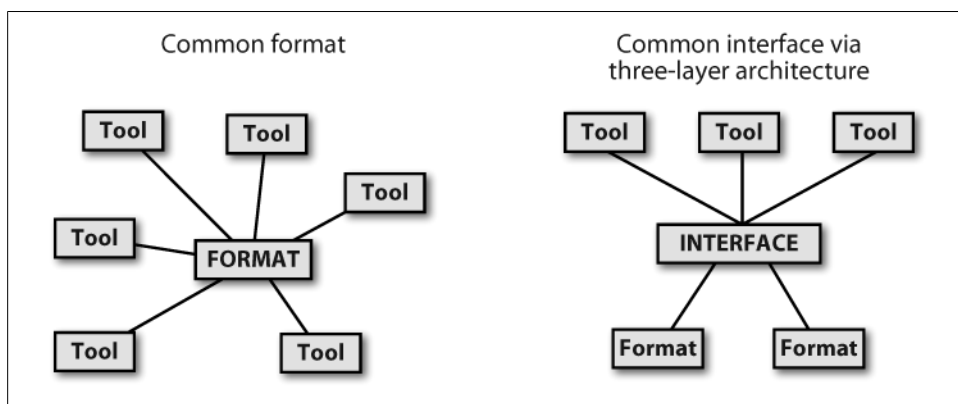 Common format
Tool
Tool
Tool
Tool
FORMAT
Tool
Tool
Common interface via
three-layer architecture
Tool
Tool
Tool
INTERFACE
Format
Format